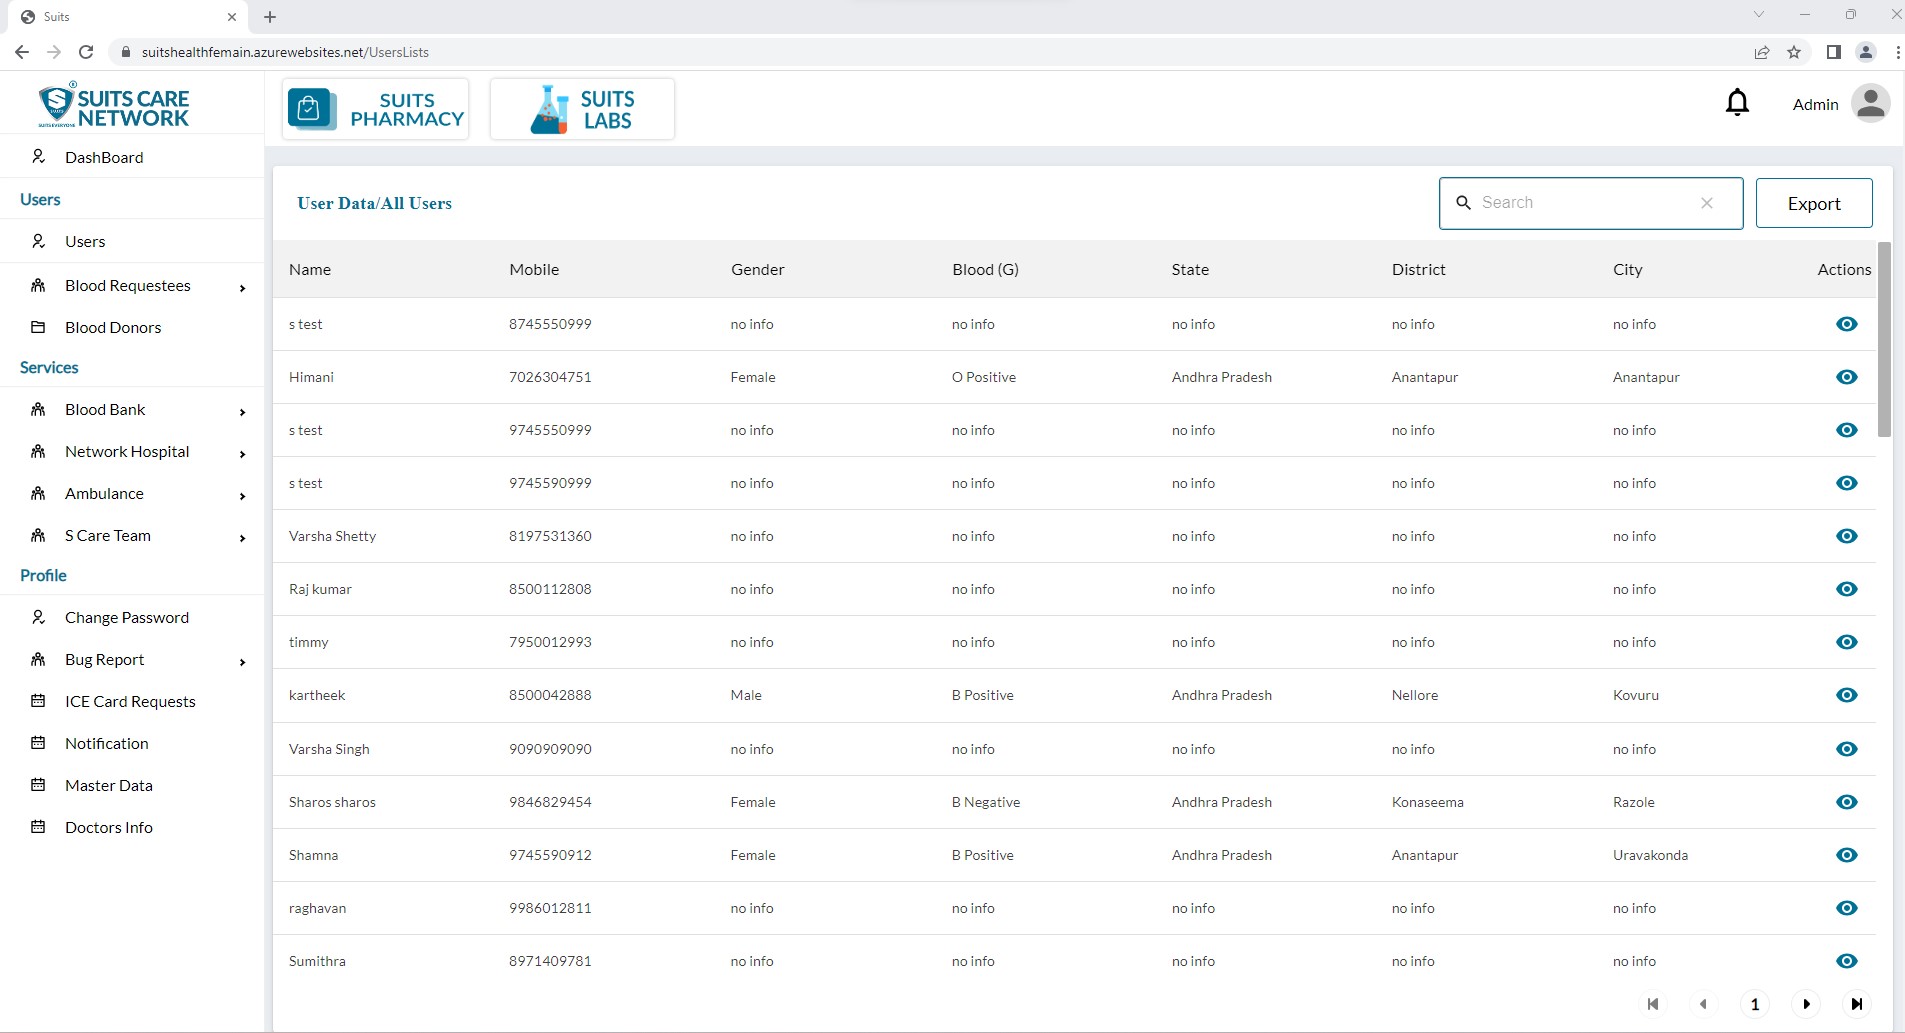 Suits
suitshealthfemain.azurewebsites.net/UsersLists
SUITS CARE NETWORK
SUITS PHARMACY
SUITS LABS
Admin
DashBoard
Users
Users
Blood Requestees
Blood Donors
Services
Blood Bank
Network Hospital
Ambulance
S Care Team
Profile
Change Password
Bug Report
ICE Card Requests
Notification
Master Data
Doctors Info
User Data/All Users
Search
Export
Name Mobile Gender Blood (G) State District City Actions
s test 8745550999 no info no info no info no info no info
Himani 7026304751 Female O Positive Andhra Pradesh Anantapur Anantapur
s test 9745550999 no info no info no info no info no info
s test 9745590999 no info no info no info no info no info
Varsha Shetty 8197531360 no info no info no info no info no info
Raj kumar 8500112808 no info no info no info no info no info
timmy 7950012993 no info no info no info no info no info
kartheek 8500042888 Male B Positive Andhra Pradesh Nellore Kovuru
Varsha Singh 9090909090 no info no info no info no info no info
Sharos sharos 9846829454 Female B Negative Andhra Pradesh Konaseema Razole
Shamna 9745590912 Female B Positive Andhra Pradesh Anantapur Uravakonda
raghavan 9986012811 no info no info no info no info no info
Sumithra 8971409781 no info no info no info no info no info
1